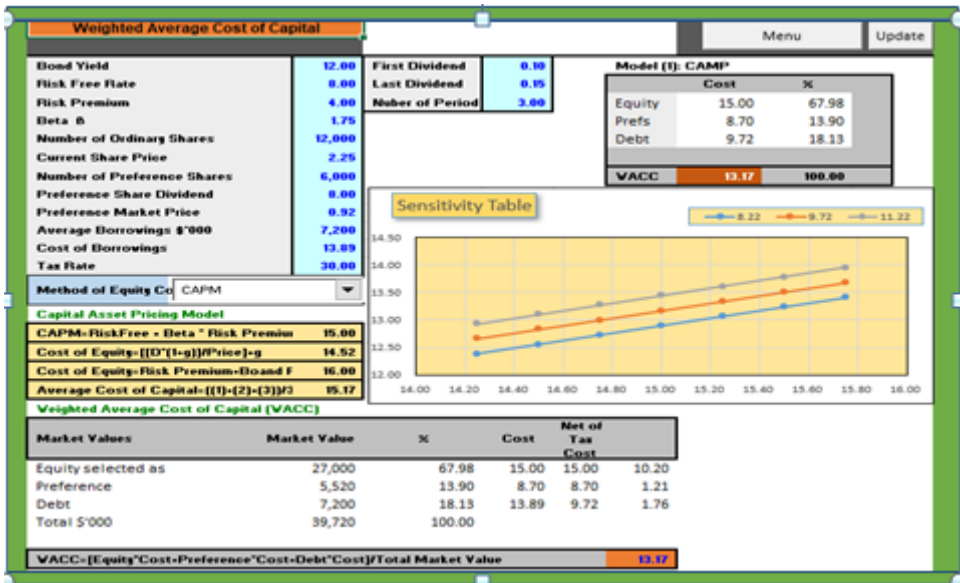 Weighted Average Cost of Capital
Menu
Update
Bond Yield 12.00
Risk Free Rate 8.00
Risk Premium 4.00
Beta ß 1.75
Number of Ordinary Shares 12,000
Current Share Price 2.25
Number of Preference Shares 6,000
Preference Share Dividend 8.00
Preference Market Price 0.92
Average Borrowings $'000 7,200
Cost of Borrowings 13.89
Tax Rate 30.00
First Dividend 0.10
Last Dividend 0.15
Nuber of Period 3.00
Model (1): CAMP
Cost %
Equity 15.00 67.98
Prefs 8.70 13.90
Debt 9.72 18.13
WACC 13.17 100.00
Method of Equity Co CAPM
Sensitivity Table
8.22 9.72 11.22
14.50
14.00
13.50
13.00
12.50
12.00
14.00 14.20 14.40 14.60 14.80 15.00 15.20 15.40 15.60 15.80 16.00
Capital Asset Pricing Model
CAPM=RiskFree + Beta * Risk Premiu 15.00
Cost of Equity=[(D*(1+g))/Price]+g 14.52
Cost of Equity=Risk Premium+Boand F 16.00
Average Cost of Capital=((1)+(2)+(3))/3 15.17
Weighted Average Cost of Capital (WACC)
Market Values Market Value % Cost Net of Tax Cost
Equity selected as 27,000 67.98 15.00 15.00 10.20
Preference 5,520 13.90 8.70 8.70 1.21
Debt 7,200 18.13 13.89 9.72 1.76
Total $'000 39,720 100.00
WACC=[Equity*Cost+Preference*Cost+Debt*Cost]/Total Market Value 13.17